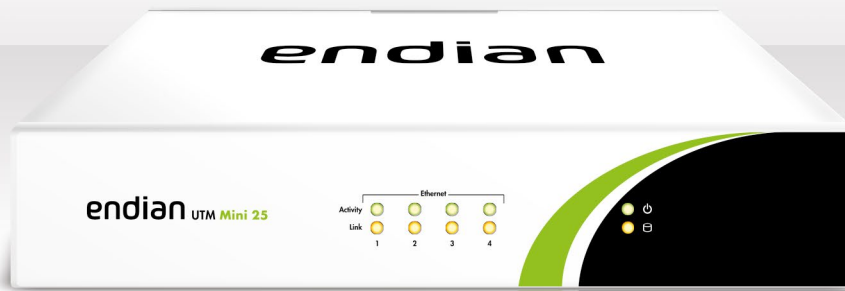 endian
endian UTM Mini 25
Ethernet
Activity
Link
1 2 3 4